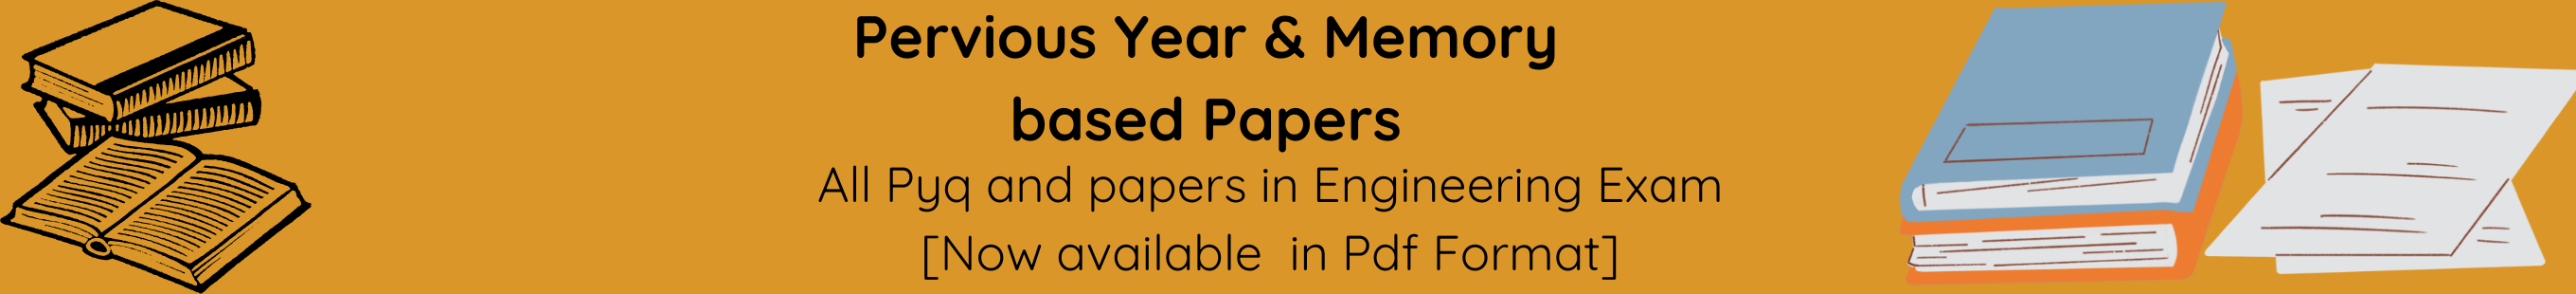 Pervious Year & Memory
based Papers
All Pyq and papers in Engineering Exam
[Now available in Pdf Format]